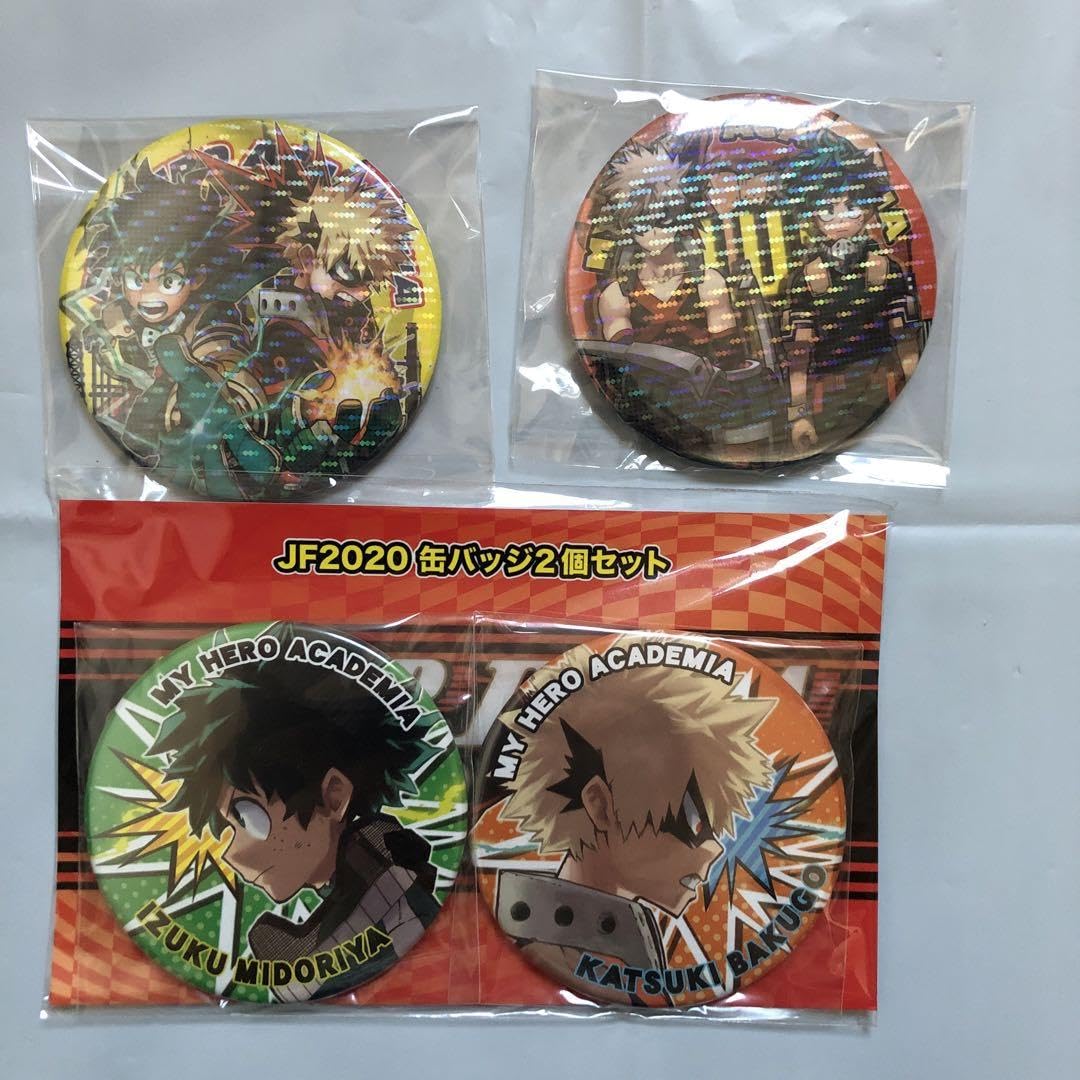 JF2020 缶バッジ2個セット
MY HERO ACADEMIA
IZUKU MIDORIYA
MY HERO ACADEMIA
KATSUKI BAKUGO